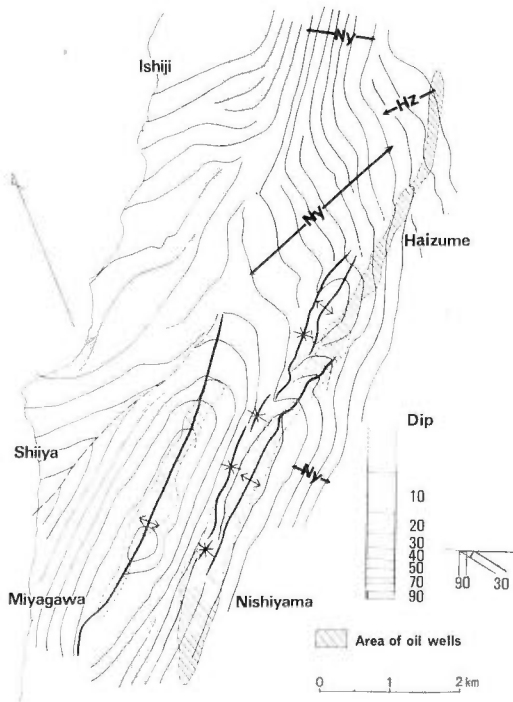 Ny
Ishiji
Hz
Ny
Haizume
Shiiya
Dip
10
20
30
40
50
70
90
Ny
90 30
Miyagawa
Nishiyama
Area of oil wells
0 1 2 km